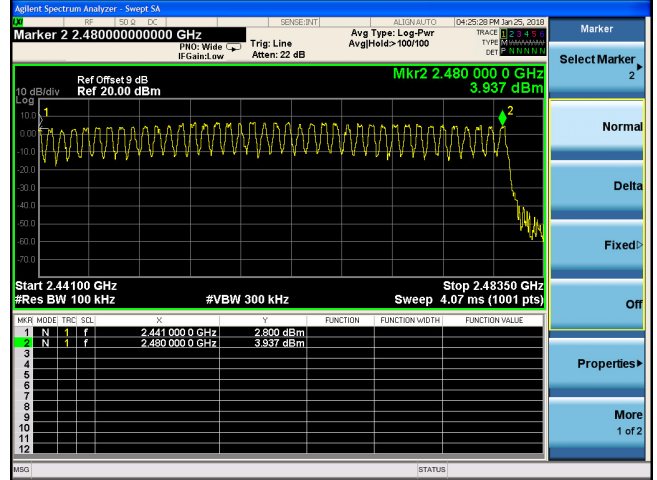 Agilent Spectrum Analyzer - Swept SA
LXI RF 50 Ω DC SENSE:INT ALIGNAUTO 04:25:28 PM Jan 25, 2018
Marker 2 2.480000000000 GHz Avg Type: Log-Pwr TRACE 1 2 3 4 5 6
PNO: Wide Trig: Line Avg|Hold>100/100 TYPE M
IFGain:Low Atten: 22 dB DET P N N N N N
Mkr2 2.480 000 0 GHz
3.937 dBm
Ref Offset 9 dB
10 dB/div Ref 20.00 dBm
Log
10.0
0.00
-10.0
-20.0
-30.0
-40.0
-50.0
-60.0
-70.0
1
2
Start 2.44100 GHz Stop 2.48350 GHz
#Res BW 100 kHz #VBW 300 kHz Sweep 4.07 ms (1001 pts)
MKR MODE TRC SCL X Y FUNCTION FUNCTION WIDTH FUNCTION VALUE
1 N 1 f 2.441 000 0 GHz 2.800 dBm
2 N 1 f 2.480 000 0 GHz 3.937 dBm
3
4
5
6
7
8
9
10
11
12
MSG STATUS
Marker
Select Marker
2
Normal
Delta
Fixed
Off
Properties
More
1 of 2